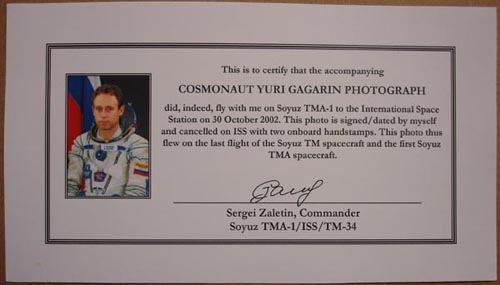 This is to certify that the accompanying
COSMONAUT YURI GAGARIN PHOTOGRAPH
did, indeed, fly with me on Soyuz TMA-1 to the International Space
Station on 30 October 2002. This photo is signed/dated by myself
and cancelled on ISS with two onboard handstamps. This photo thus
flew on the last flight of the Soyuz TM spacecraft and the first Soyuz
TMA spacecraft.
Sergei Zaletin, Commander
Soyuz TMA-1/ISS/TM-34